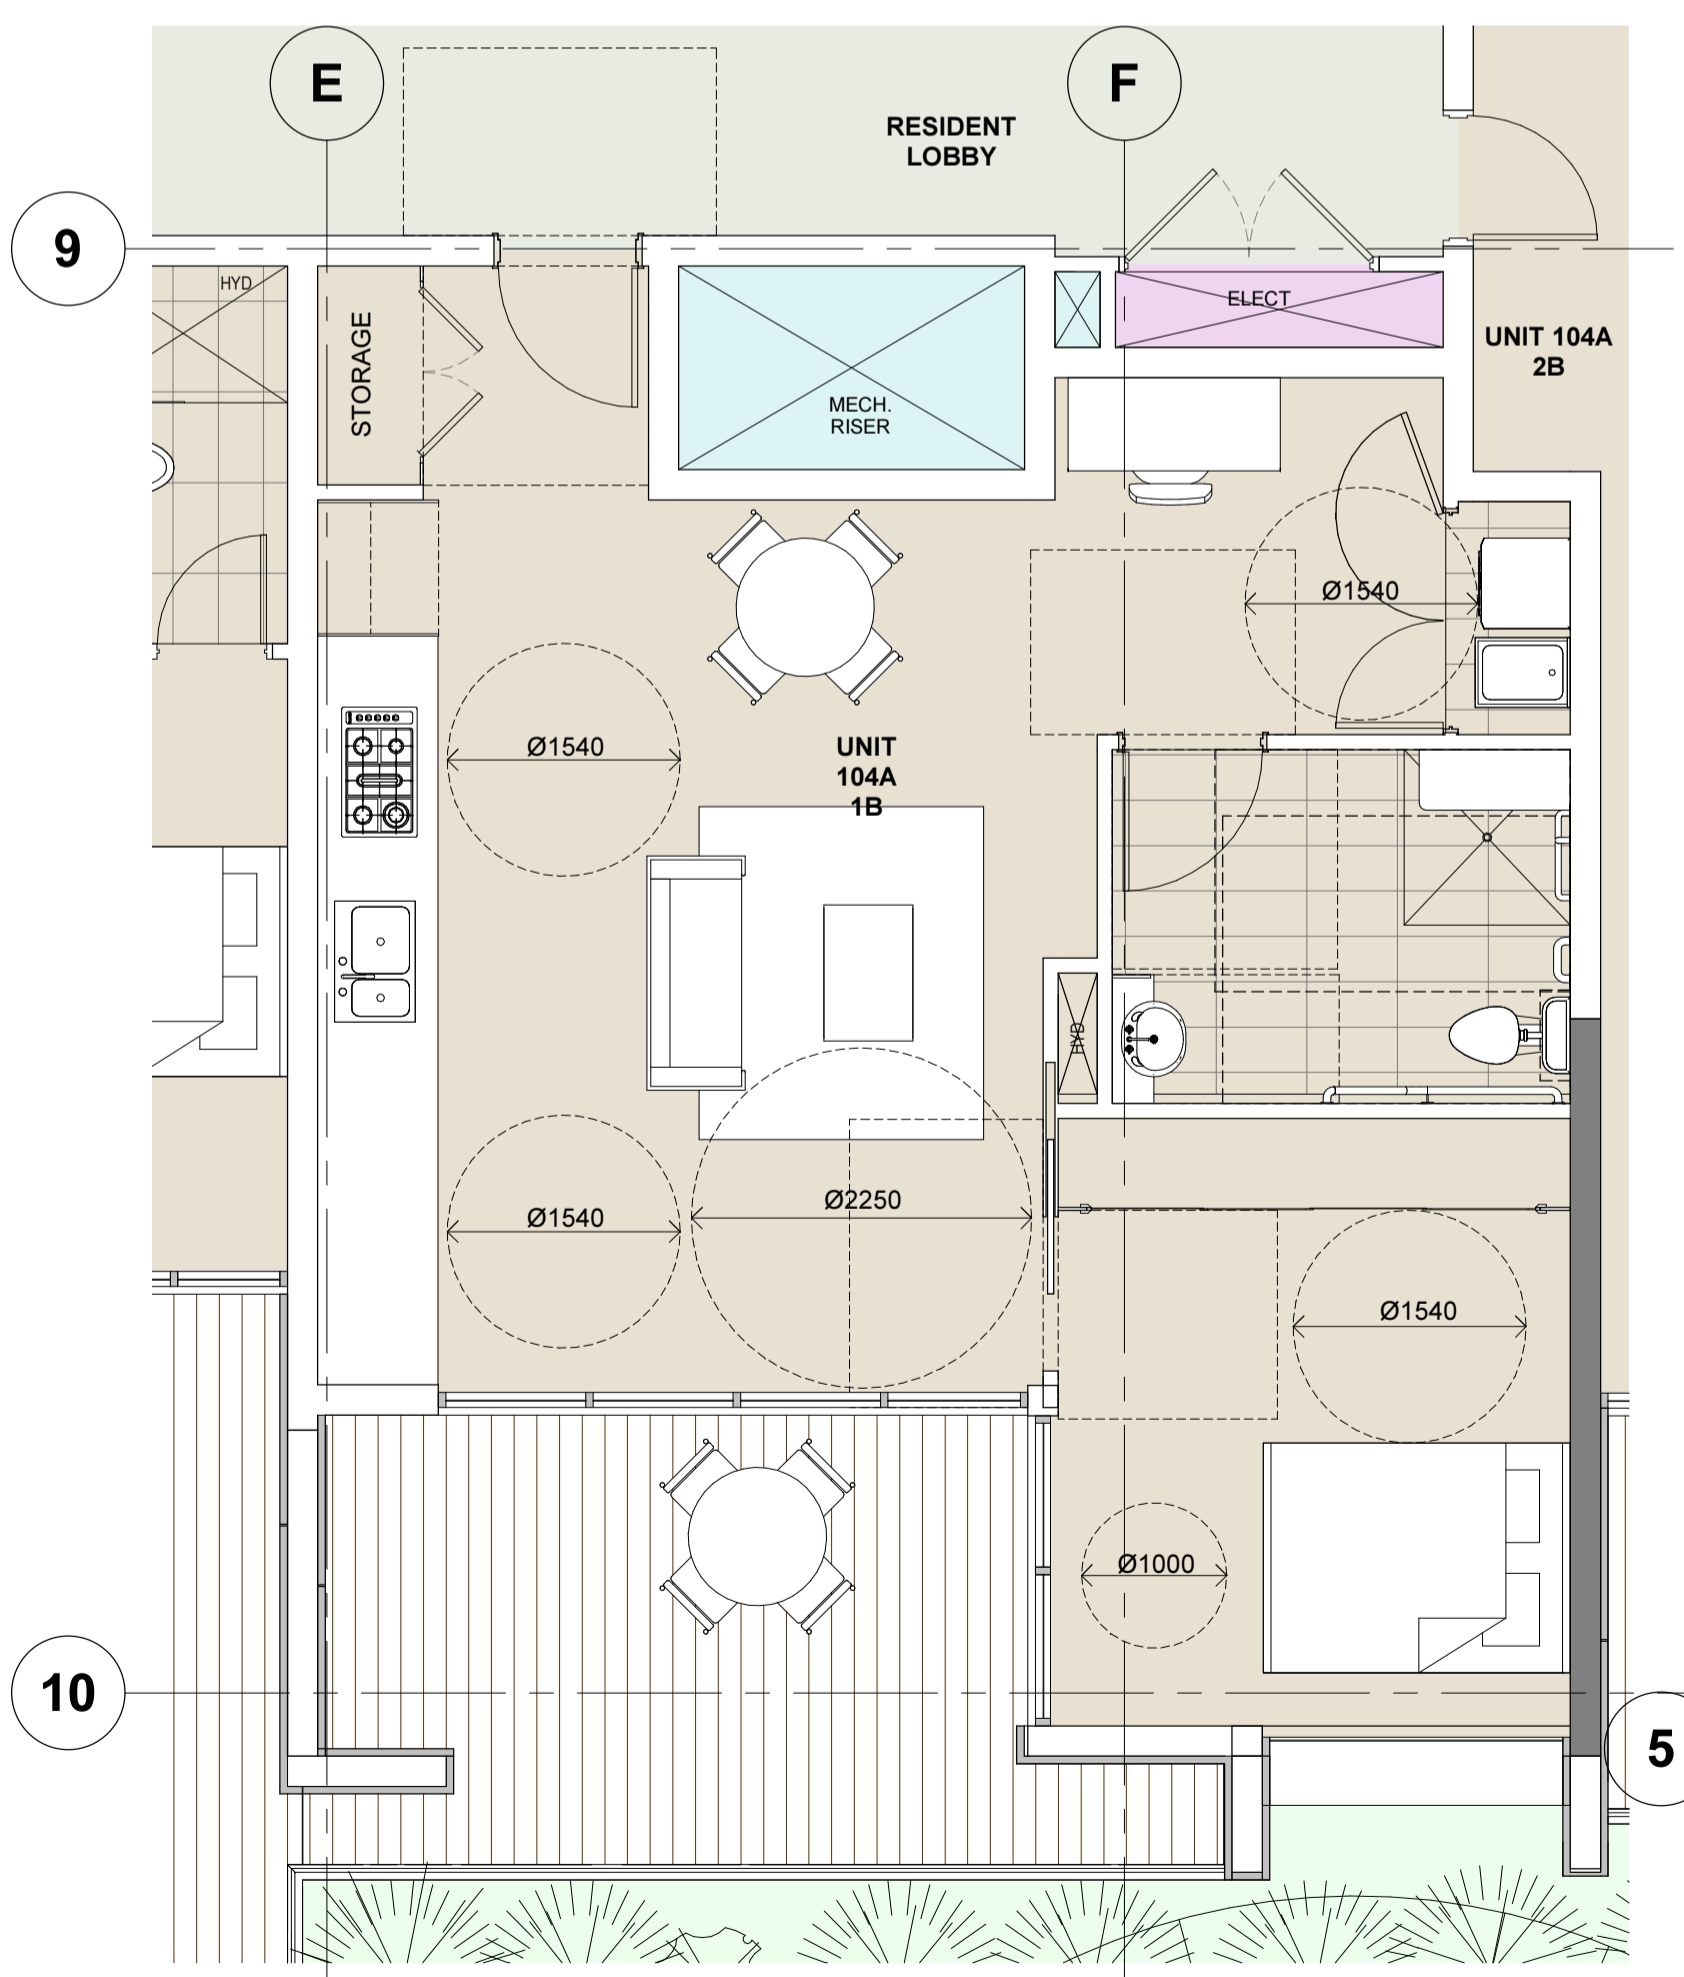 E
F
RESIDENT
LOBBY
9
HYD
STORAGE
ELECT
UNIT 104A
2B
MECH.
RISER
Ø1540
Ø1540
UNIT
104A
1B
HYD
Ø1540
Ø2250
Ø1540
Ø1000
10
5